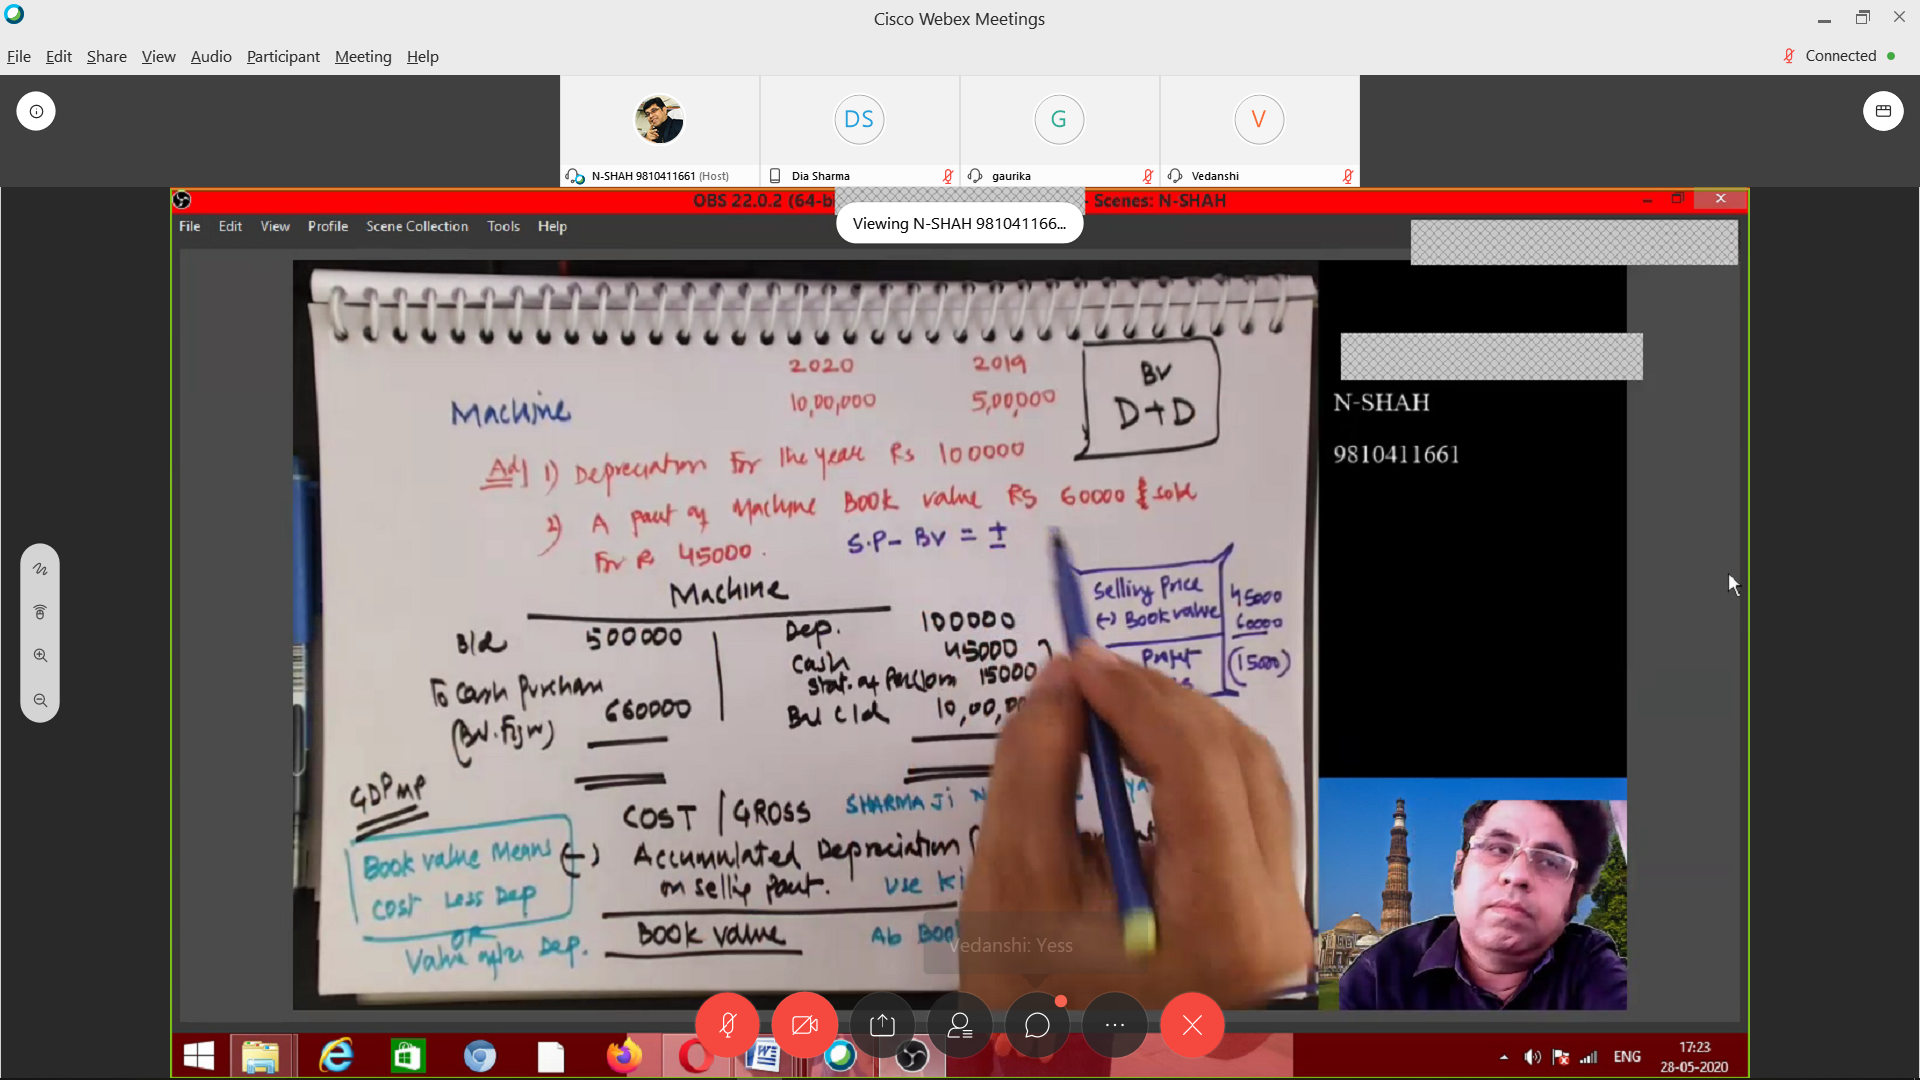 Cisco Webex Meetings
File Edit Share View Audio Participant Meeting Help
Connected
DS G V
N-SHAH 9810411661 (Host) Dia Sharma gaurika Vedanshi
OBS 22.0.2 (64-b - Scenes: N-SHAH
Viewing N-SHAH 981041166...
File Edit View Profile Scene Collection Tools Help
2020 2019
Machine 10,00,000 5,00,000
BV
D+D
Adj 1) Depreciation for the year Rs 100000
2) A part of Machine Book value Rs 60000 sold
for Rs 45000.
S.P- BV = ±
Machine
B/d 500000 Dep. 100000
Cash 45000
To Cash Purchase Stat. of 15000
(Bal. Fig) 660000 Bal C/d 10,00,0
Selling Price 45000
(-) Book value 60000
Profit (15000)
GDPMP
COST / GROSS SHARMA Ji
(-) Accumulated Depreciation
on selling part. use
Book value Ab
Book value Means
Cost Less Dep
OR
Value after Dep.
N-SHAH
9810411661
Vedanshi: Yess
ENG
17:23
28-05-2020